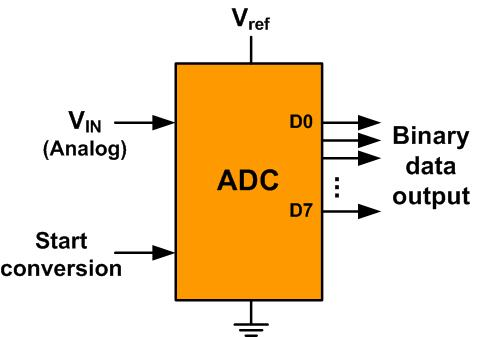 Vref
VIN
(Analog)
Start
conversion
ADC
D0
D7
Binary
data
output